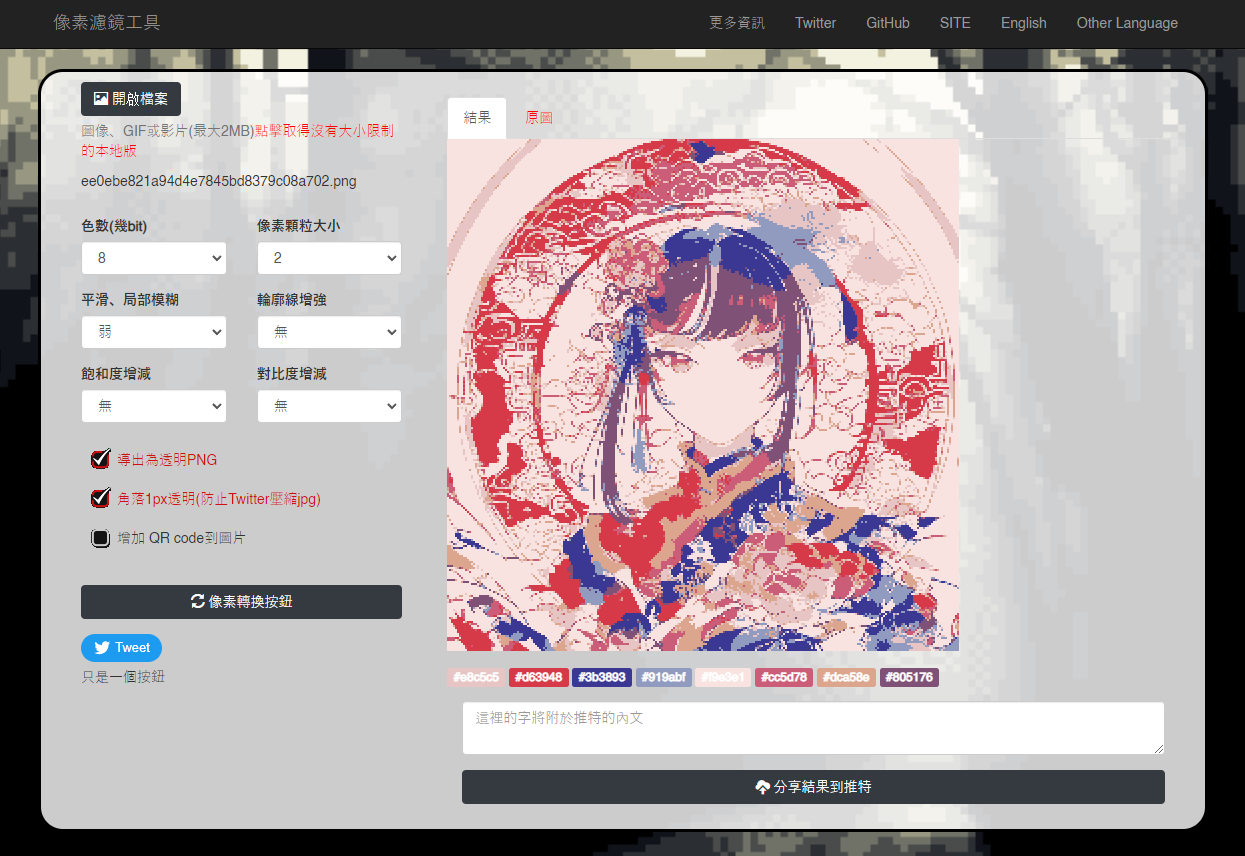 像素濾鏡工具
更多資訊 Twitter GitHub SITE English Other Language
開啟檔案
圖像、GIF或影片(最大2MB)點擊取得沒有大小限制
的本地版
ee0ebe821a94d4e7845bd8379c08a702.png
色數(幾bit) 像素顆粒大小
8 2
平滑、局部模糊 輪廓線增強
弱 無
飽和度增減 對比度增減
無 無
導出為透明PNG
角落1px透明(防止Twitter壓縮jpg)
增加 QR code到圖片
像素轉換按鈕
Tweet
只是一個按鈕
結果 原圖
#e8c5c5 #d63948 #3b3893 #919abf #f9e3e1 #cc5d78 #dca58e #805176
這裡的字將附於推特的內文
分享結果到推特